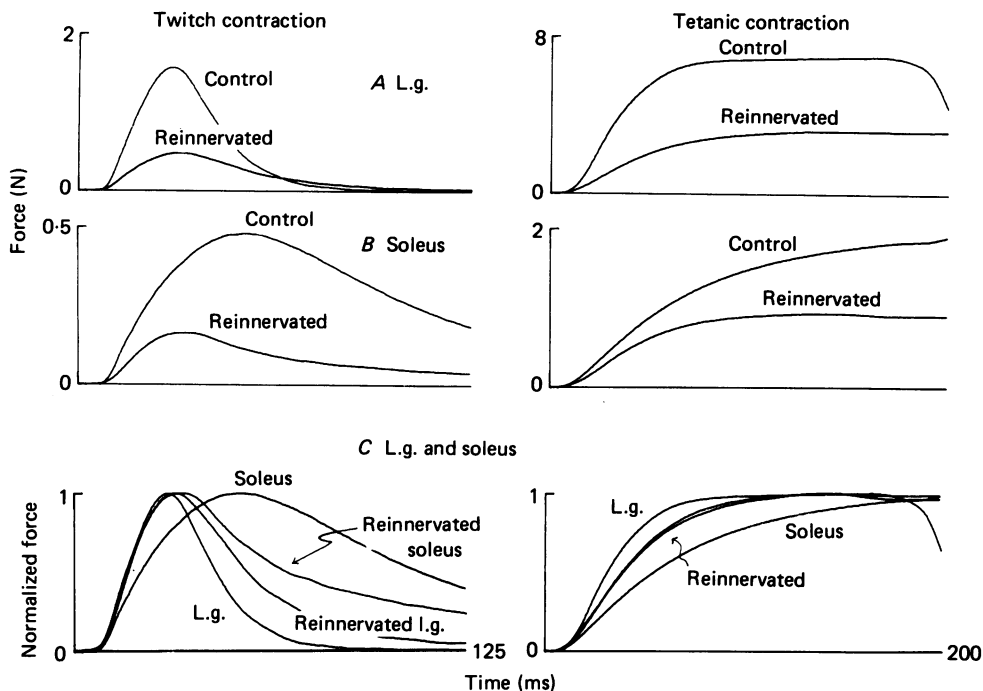 Twitch contraction
Tetanic contraction
2
Control
A L.g.
Reinnervated
0
8
Control
Reinnervated
0
Force (N)
0·5
Control
B Soleus
Reinnervated
0
2
Control
Reinnervated
0
C L.g. and soleus
Normalized force
1
Soleus
Reinnervated
soleus
L.g.
Reinnervated l.g.
0
125
1
L.g.
Soleus
Reinnervated
0
200
Time (ms)